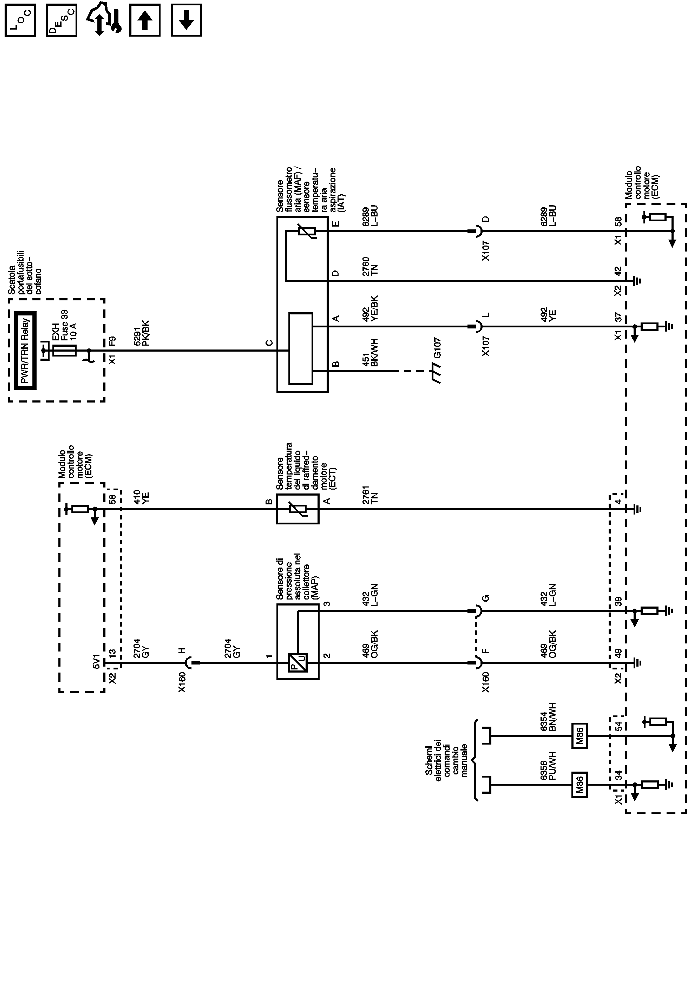 LOC
DESC
Scatola
portafusibili
del sotto-
cofano
PWR/TRN Relay
EXH
Fuse 39
10 A
X1 F9
5291
PK/BK
C
Sensore
flussometro
aria (MAF) /
sensore
temperatu-
ra aria
aspirazione
(IAT)
E
D
A
B
6289
L-BU
2760
TN
492
YE/BK
451
BK/WH
G107
X107 D
X107 L
6289
L-BU
492
YE
X1 58
X2 42
X1 37
Modulo
controllo
motore
(ECM)
Modulo
controllo
motore
(ECM)
56
410
YE
B
Sensore
temperatura
del liquido
di raffred-
damento
motore
(ECT)
A
2761
TN
4
5V1
X2 13
2704
GY
X160 H
2704
GY
1
Sensore di
pressione
assoluta nel
collettore
(MAP)
P
U
3
2
432
L-GN
469
OG/BK
G
X160 F
432
L-GN
469
OG/BK
39
X2 49
Schemi
elettrici dei
comandi
cambio
manuale
6354
BN/WH
M86
54
6358
PU/WH
M86
X1 34